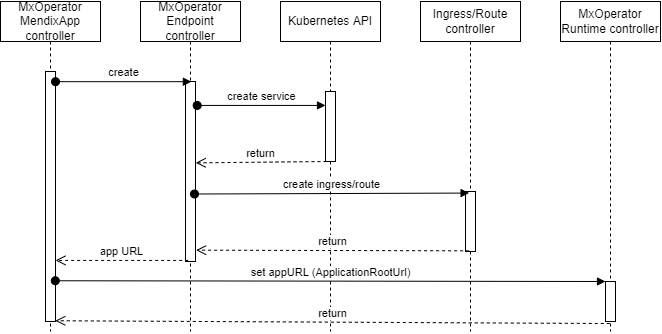 MxOperator
MendixApp
controller
MxOperator
Endpoint
controller
Kubernetes API
Ingress/Route
controller
MxOperator
Runtime controller
create
create service
return
create ingress/route
return
app URL
set appURL (ApplicationRootUrl)
return